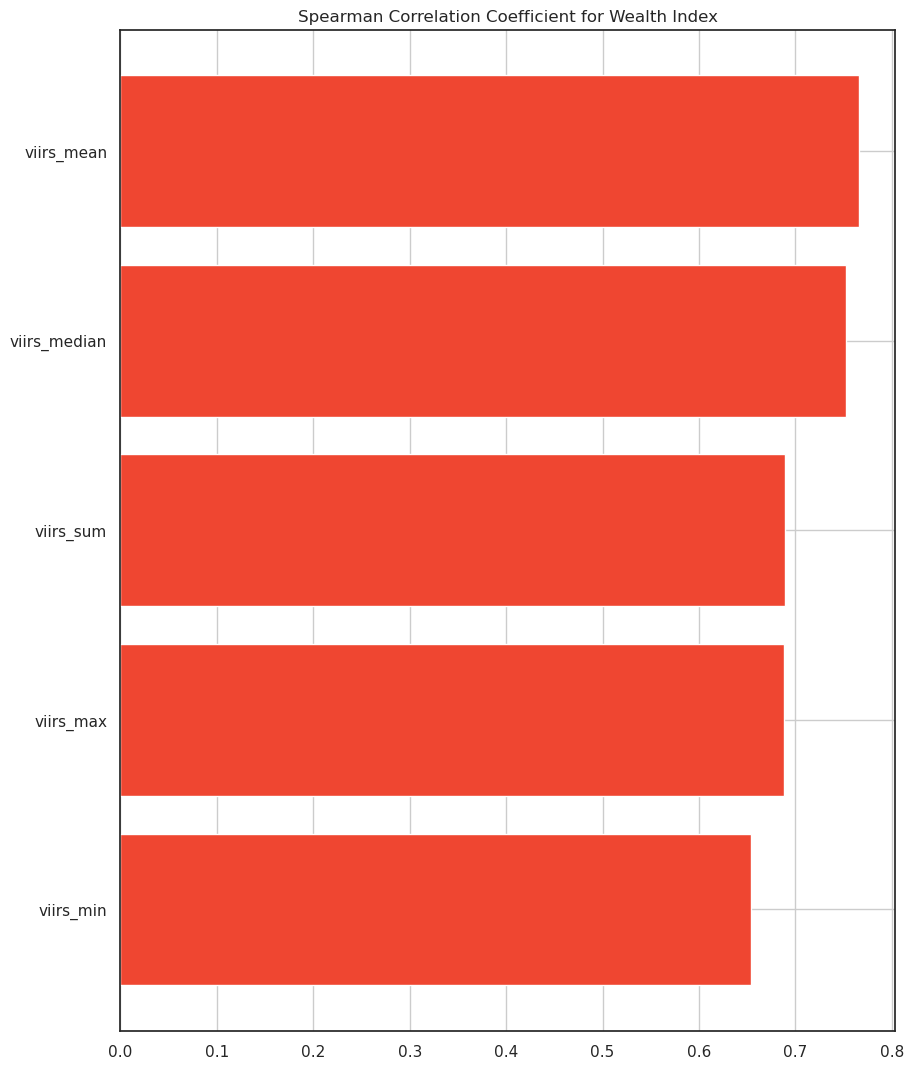 Spearman Correlation Coefficient for Wealth Index
viirs_mean
viirs_median
viirs_sum
viirs_max
viirs_min
0.0 0.1 0.2 0.3 0.4 0.5 0.6 0.7 0.8